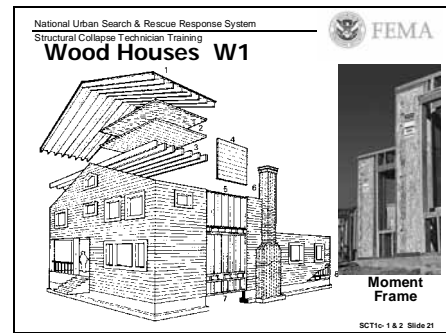 National Urban Search & Rescue Response System
Structural Collapse Technician Training
Wood Houses W1
FEMA
1
2
3
4
5
6
7
8
Moment
Frame
SCT1c- 1 & 2 Slide 21